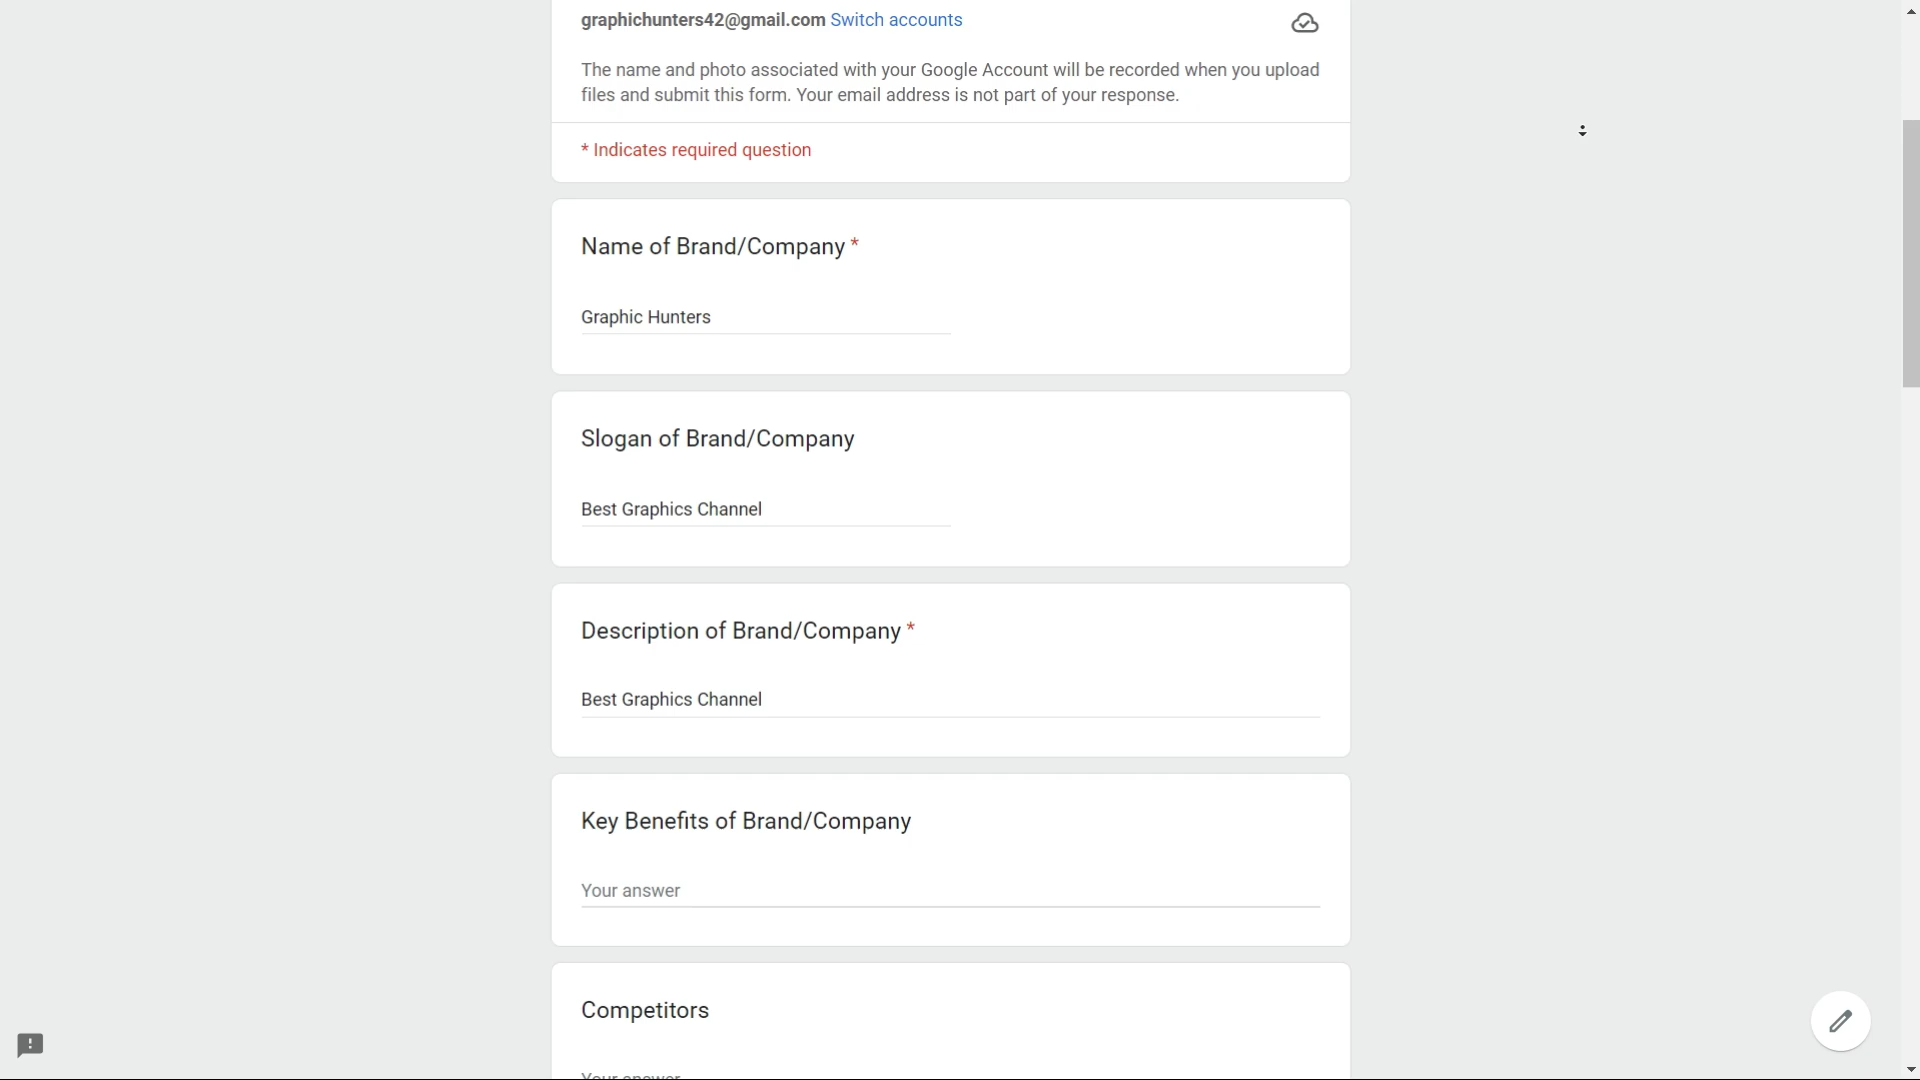 graphichunters42@gmail.com Switch accounts
The name and photo associated with your Google Account will be recorded when you upload
files and submit this form. Your email address is not part of your response.
* Indicates required question
Name of Brand/Company *
Graphic Hunters
Slogan of Brand/Company
Best Graphics Channel
Description of Brand/Company *
Best Graphics Channel
Key Benefits of Brand/Company
Your answer
Competitors
Your answer